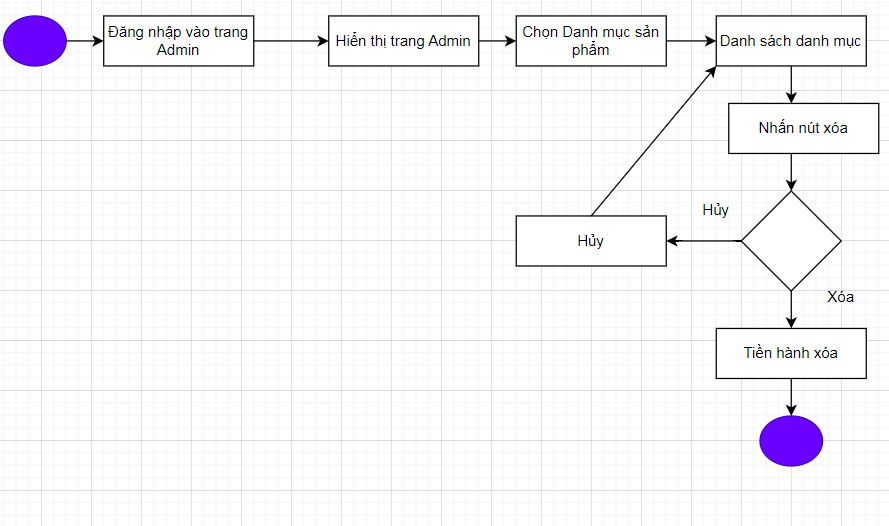 Đăng nhập vào trang
Admin
Hiển thị trang Admin
Chọn Danh mục sản
phẩm
Danh sách danh mục
Nhấn nút xóa
Hủy
Hủy
Xóa
Tiền hành xóa